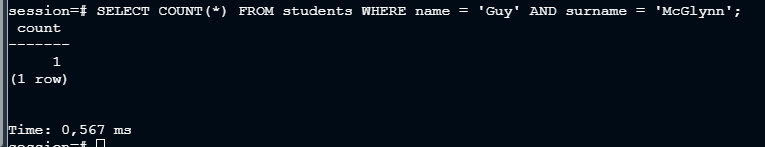 session=# SELECT COUNT(*) FROM students WHERE name = 'Guy' AND surname = 'McGlynn';
count
-------
1
(1 row)
Time: 0,567 ms
session=#